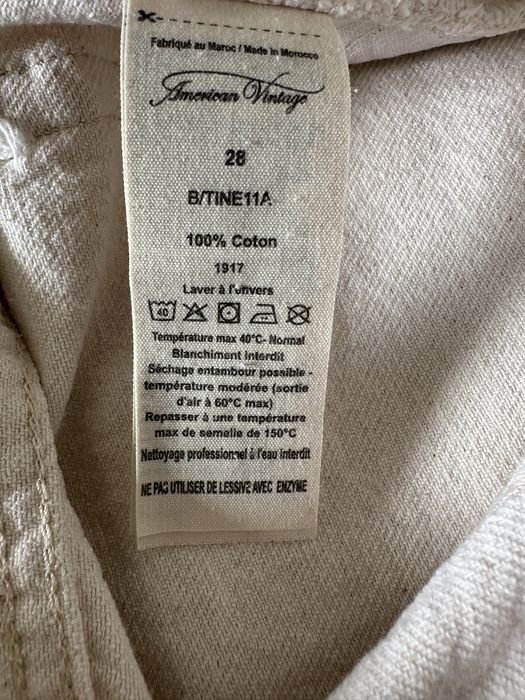 Fabriqué au Maroc / Made in Morocco
American Vintage
28
B/TINE11A
100% Coton
1917
Laver à l'envers
40
Température max 40°C- Normal
Blanchiment interdit
Séchage entambour possible -
température modérée (sortie
d'air à 60°C max)
Repasser à une température
max de semelle de 150°C
Nettoyage professionnel à l'eau interdit
NE PAS UTILISER DE LESSIVE AVEC ENZYME